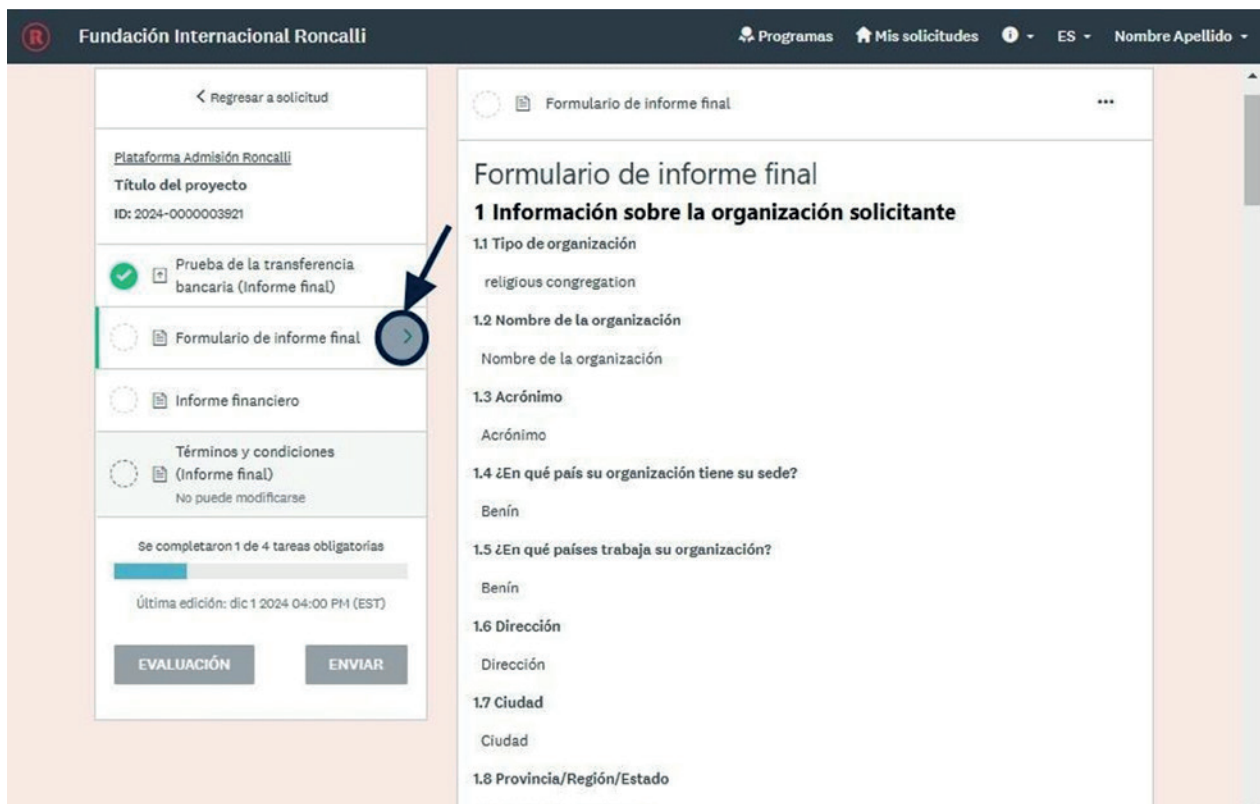 R Fundación Internacional Roncalli Programas Mis solicitudes ES Nombre Apellido
Regresar a solicitud
Plataforma Admisión Roncalli
Título del proyecto
ID: 2024-0000003921
Prueba de la transferencia
bancaria (Informe final)
Formulario de informe final
Informe financiero
Términos y condiciones
(Informe final)
No puede modificarse
Se completaron 1 de 4 tareas obligatorias
Última edición: dic 1 2024 04:00 PM (EST)
EVALUACIÓN ENVIAR
Formulario de informe final ...
Formulario de informe final
1 Información sobre la organización solicitante
1.1 Tipo de organización
religious congregation
1.2 Nombre de la organización
Nombre de la organización
1.3 Acrónimo
Acrónimo
1.4 ¿En qué país su organización tiene su sede?
Benín
1.5 ¿En qué países trabaja su organización?
Benín
1.6 Dirección
Dirección
1.7 Ciudad
Ciudad
1.8 Provincia/Región/Estado